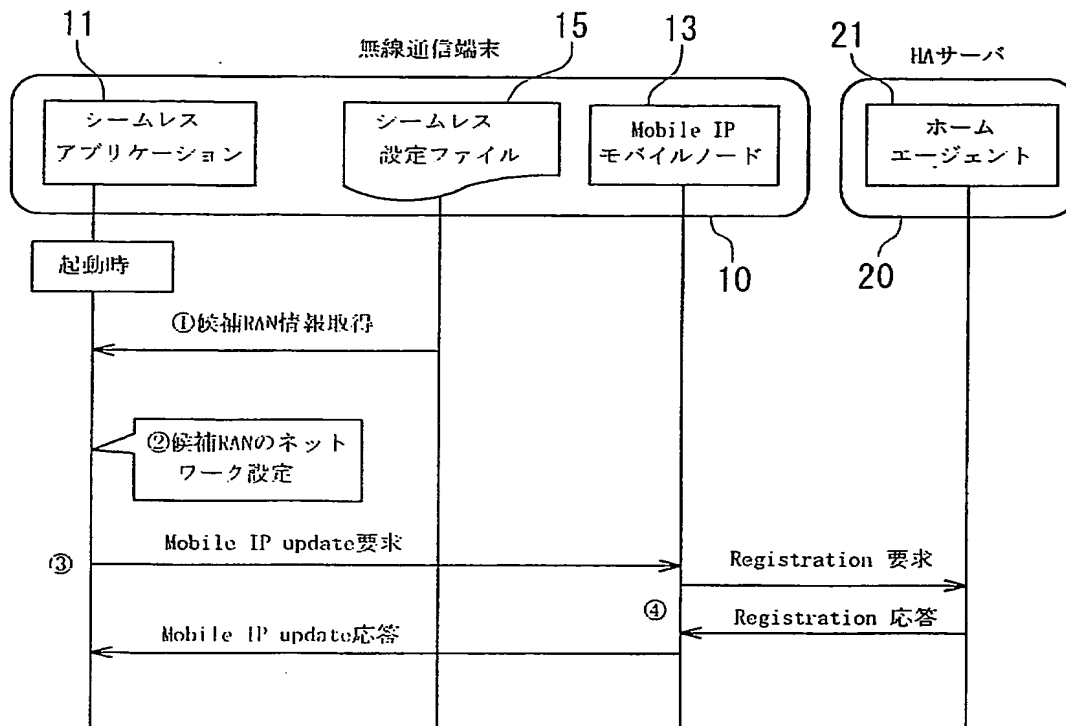 11
無線通信端末
15
13
21
HAサーバ
シームレス
アプリケーション
シームレス
設定ファイル
Mobile IP
モバイルノード
ホーム
エージェント
10
20
起動時
①候補RAN情報取得
②候補RANのネット
ワーク設定
③
Mobile IP update要求
Registration 要求
④
Registration 応答
Mobile IP update応答